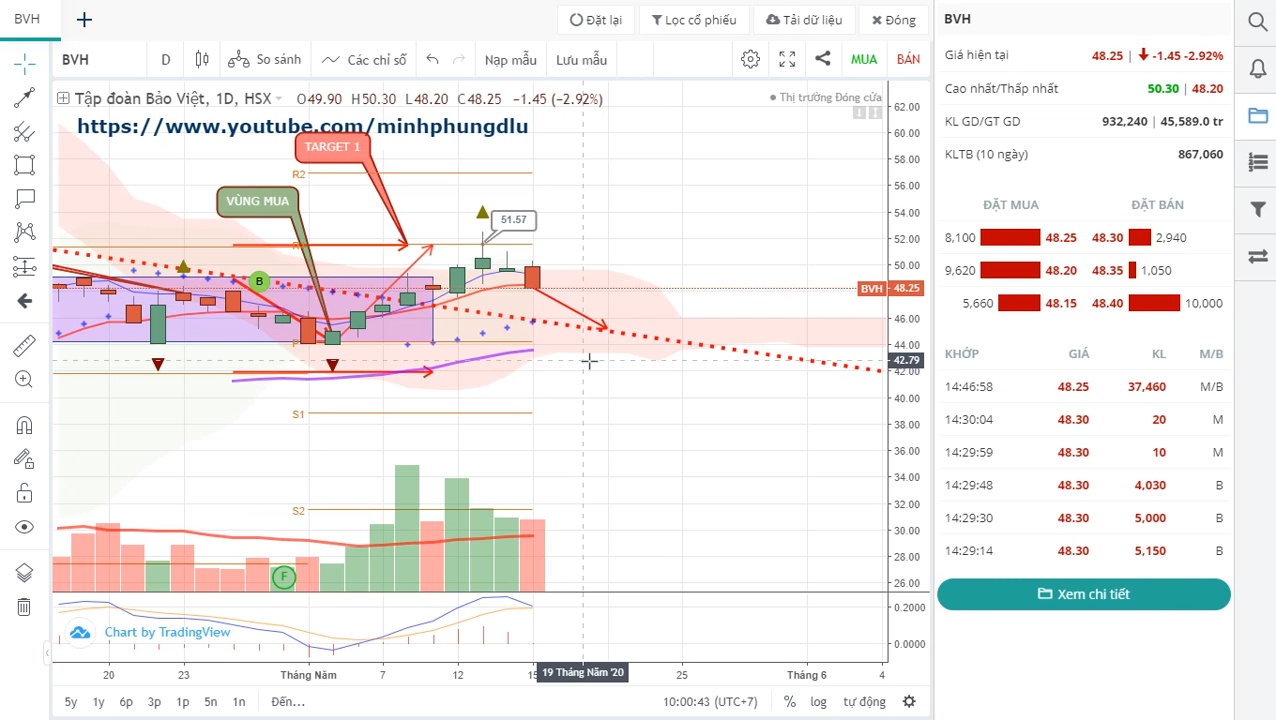 BVH
+
Đặt lại
Lọc cổ phiếu
Tải dữ liệu
Đóng
BVH
D
So sánh
Các chỉ số
Nạp mẫu
Lưu mẫu
MUA
BÁN
Tập đoàn Bảo Việt, 1D, HSX
O49.90 H50.30 L48.20 C48.25 −1.45 (−2.92%)
Thị trường Đóng cửa
https://www.youtube.com/minhphungdlu
TARGET 1
VÙNG MUA
R2
51.57
B
P
S1
S2
F
62.00
60.00
58.00
56.00
54.00
52.00
50.00
BVH 48.25
46.00
44.00
42.79
42.00
40.00
38.00
36.00
34.00
32.00
30.00
28.00
26.00
0.2000
0.0000
Chart by TradingView
20
23
Tháng Năm
7
12
15
19 Tháng Năm '20
25
Tháng 6
4
5y 1y 6p 3p 1p 5n 1n Đến...
10:00:43 (UTC+7)
% log tự động
BVH
Giá hiện tại 48.25 | -1.45 -2.92%
Cao nhất/Thấp nhất 50.30 | 48.20
KL GD/GT GD 932,240 | 45,589.0 tr
KLTB (10 ngày) 867,060
ĐẶT MUA ĐẶT BÁN
8,100 48.25 48.30 2,940
9,620 48.20 48.35 1,050
5,660 48.15 48.40 10,000
KHỚP GIÁ KL M/B
14:46:58 48.25 37,460 M/B
14:30:04 48.30 20 M
14:29:59 48.30 10 M
14:29:48 48.30 4,030 B
14:29:30 48.30 5,000 B
14:29:14 48.30 5,150 B
Xem chi tiết